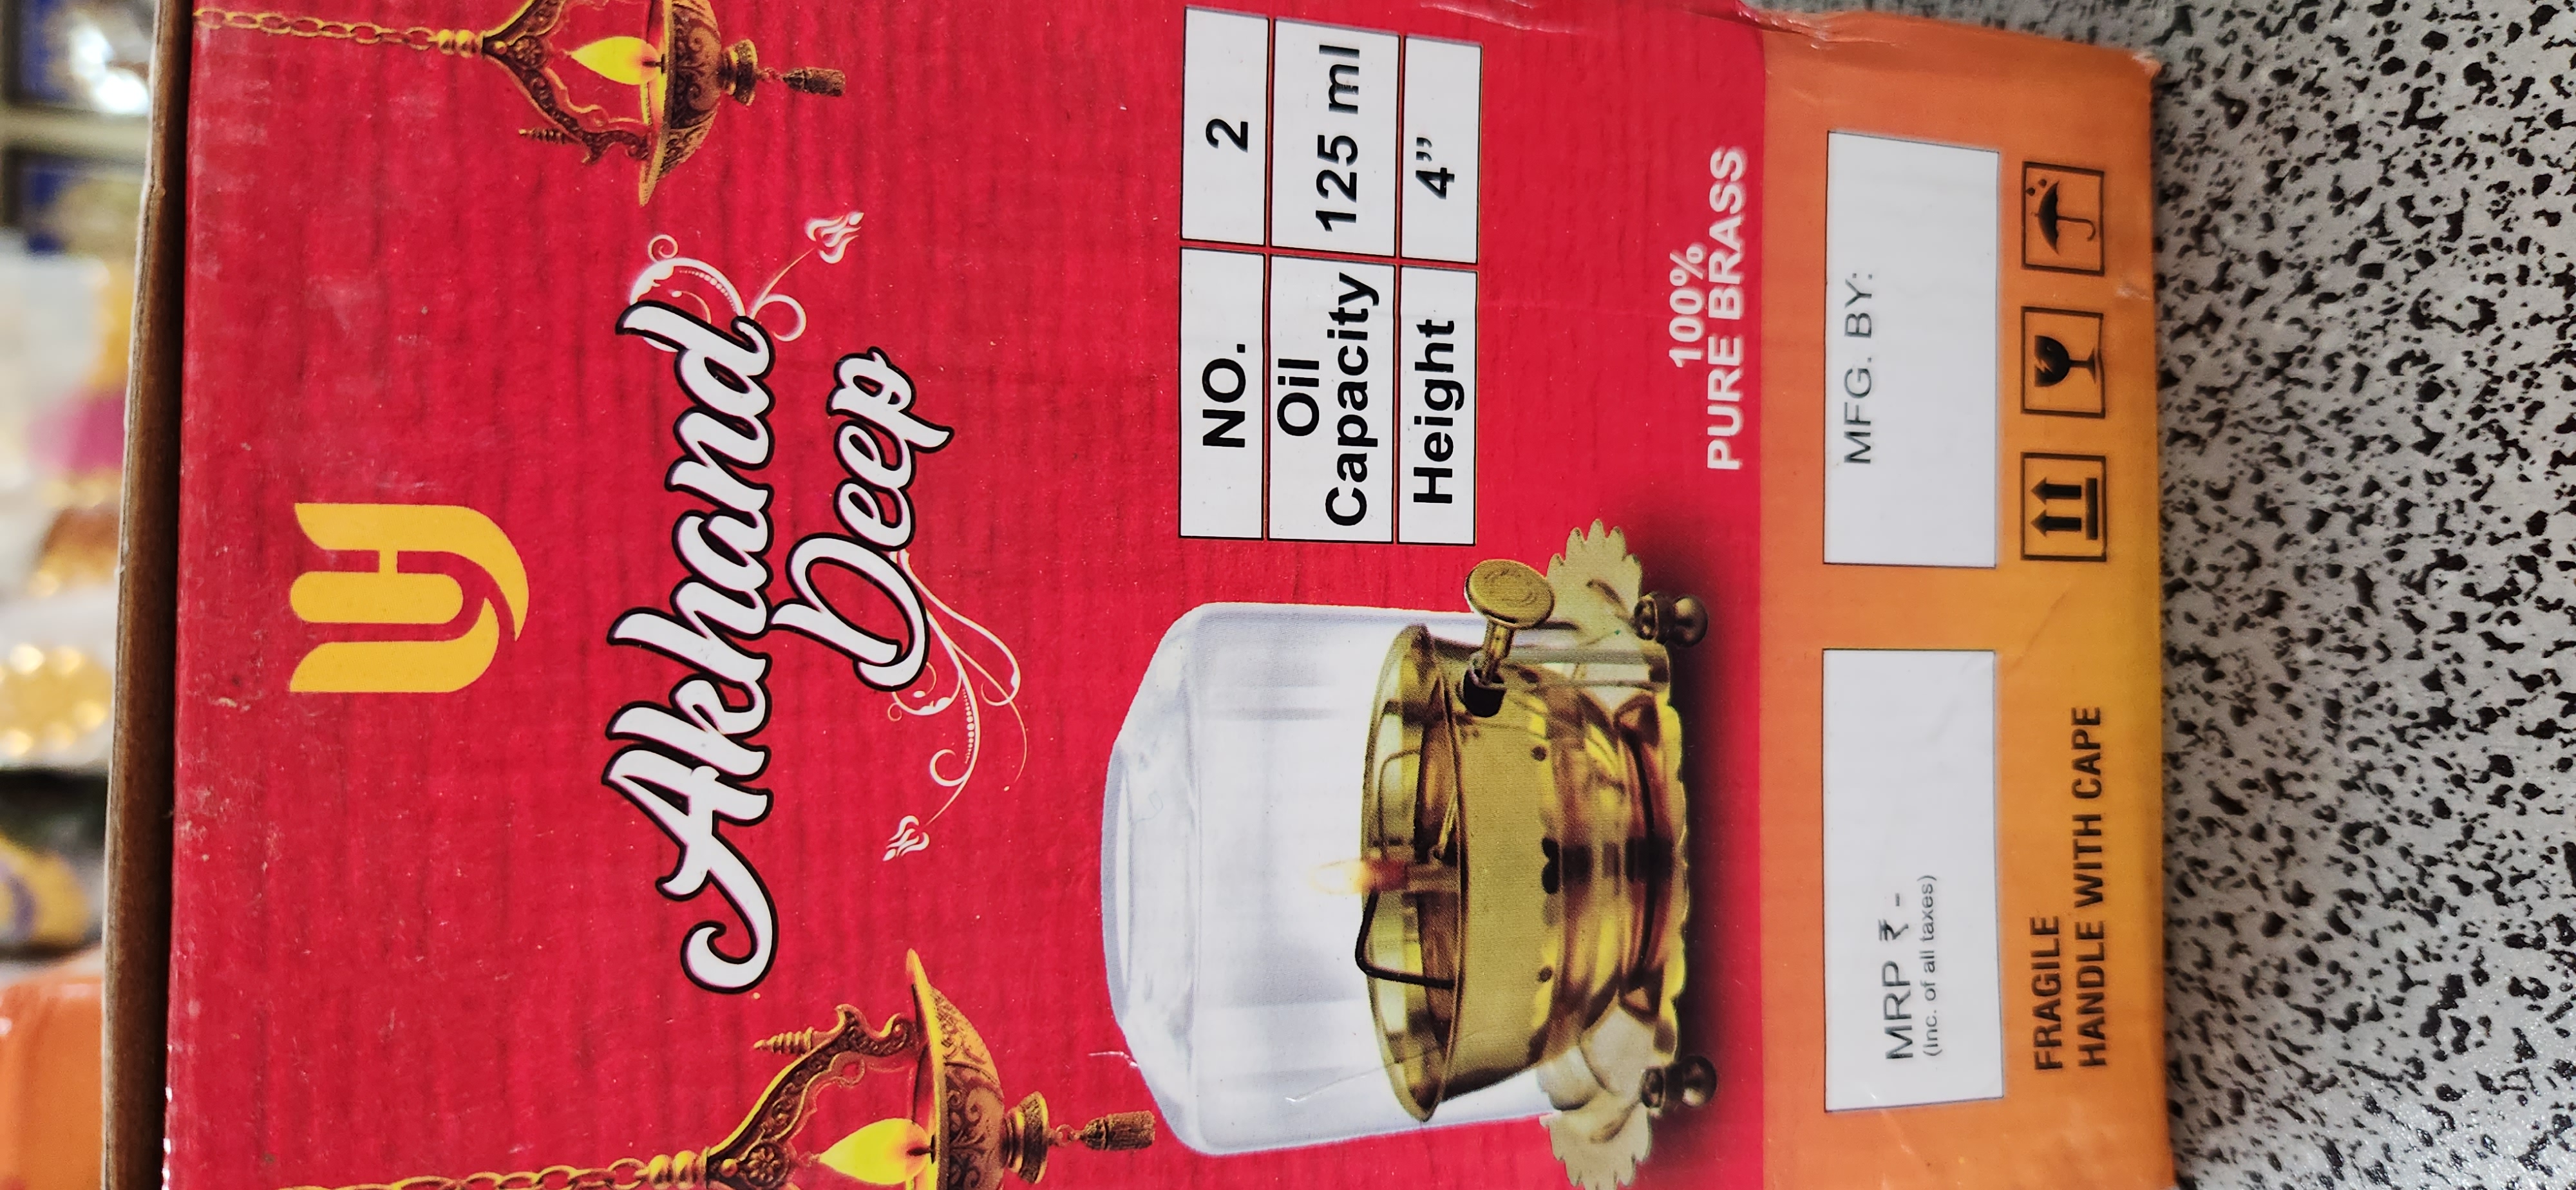 Akhand
Deep
NO. 2
Oil Capacity 125 ml
Height 4”
100%
PURE BRASS
MRP ₹ -
(Inc. of all taxes)
MFG. BY:
FRAGILE
HANDLE WITH CAPE